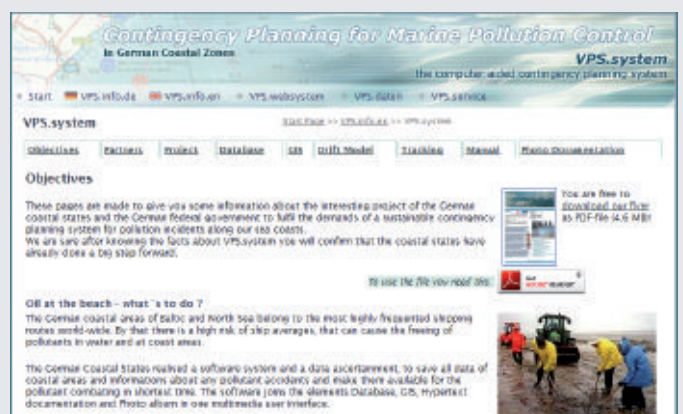 Contingency Planning for Marine Pollution Control
in German Coastal Zones
VPS.system
the computer aided contingency planning system
Start VPS.info.de VPS.info.en VPS.websystem VPS.daten VPS.service
VPS.system
Start Page >> VPS.info.en >> VPS.system
Objectives Partners Project Database GIS Drift Model Tracking Manual Photo Documentation
Objectives
These pages are made to give you some information about the interesting project of the German
coastal states and the German federal government to fulfil the demands of a sustainable contingency
planning system for pollution incidents along our sea coasts.
We are sure after knowing the facts about VPS.system you will confirm that the coastal states have
already done a big step forward.
You are free to
download our flyer
as PDF-file (4.6 MB)!
To use the file you need this:
Get
Oil at the beach - what´s to do ?
The German coastal areas of Baltic and North Sea belong to the most highly frequented shipping
routes world-wide. By that there is a high risk of ship averages, that can cause the freeing of
pollutants in water and at coast areas.
The German Coastal States realised a software system and a data ascertainment, to save all data of
coastal areas and informations about any pollutant accidents and make them available for the
pollutant combating in shortest time. The software joins the elements Database, GIS, Hypertext
documentation and Photo album in one multimedia user interface.